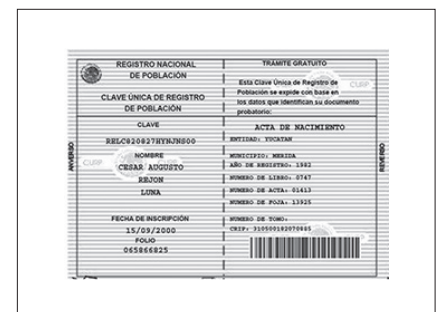 REGISTRO NACIONAL
DE POBLACIÓN
CLAVE ÚNICA DE REGISTRO
DE POBLACIÓN
CLAVE
RELC820827HYNJNS00
NOMBRE
CESAR AUGUSTO
REJON
LUNA
FECHA DE INSCRIPCIÓN
15/09/2000
FOLIO
065866825
ANVERSO
TRÁMITE GRATUITO
Esta Clave Única de Registro de
Población se expide con base en
los datos que identifican su documento
probatorio:
ACTA DE NACIMIENTO
ENTIDAD: YUCATAN
MUNICIPIO: MERIDA
AÑO DE REGISTRO: 1982
NUMERO DE LIBRO: 0747
NUMERO DE ACTA: 01413
NUMERO DE FOJA: 13925
NUMERO DE TOMO:
CRIP:
REVERSO
CURP
CURP